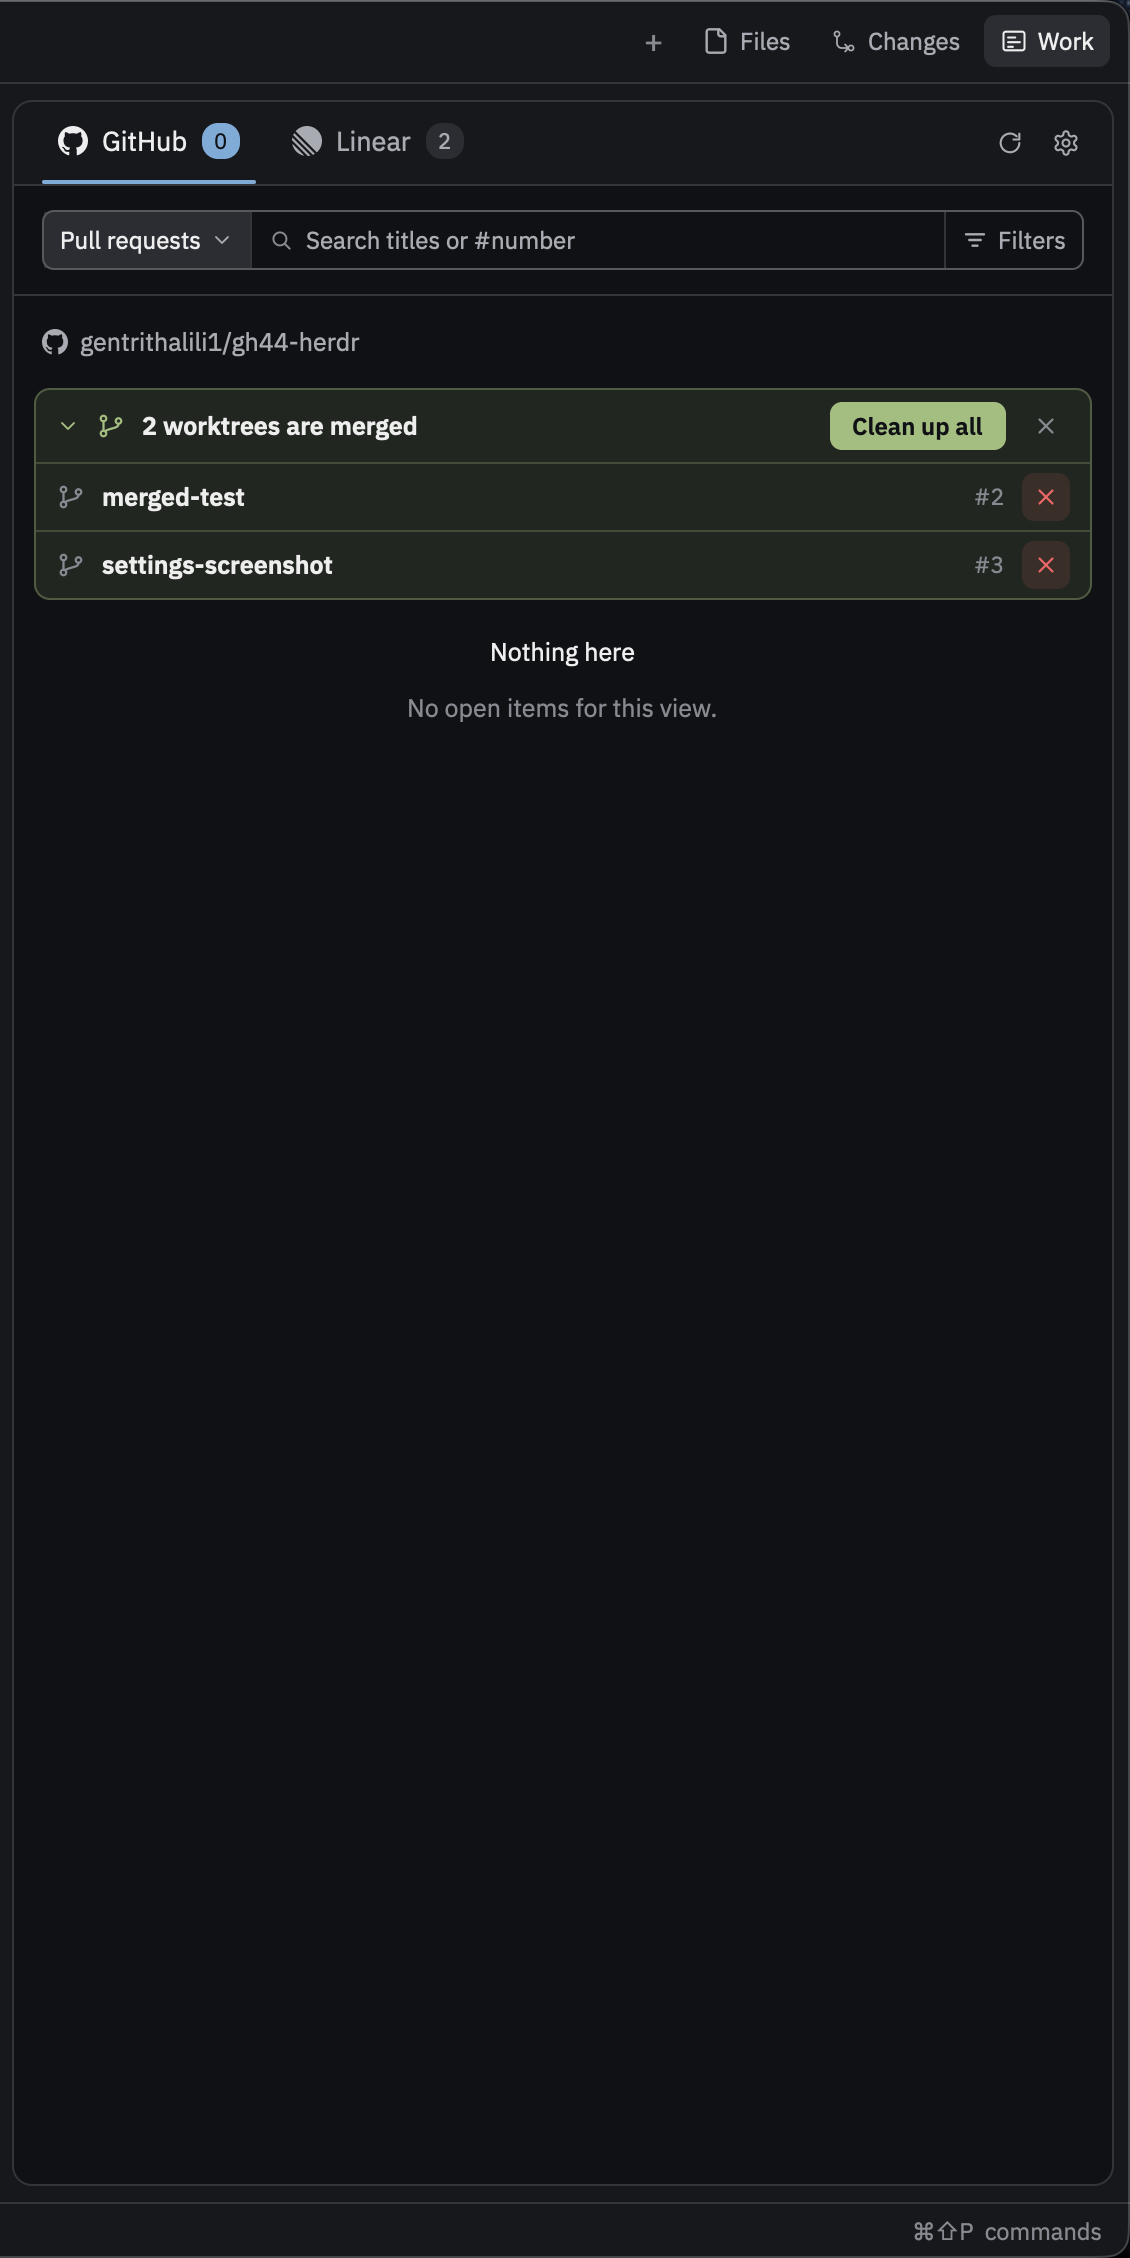 + Files Changes Work
GitHub 0 Linear 2
Pull requests Search titles or #number Filters
gentrithalili1/gh44-herdr
2 worktrees are merged Clean up all
merged-test #2
settings-screenshot #3
Nothing here
No open items for this view.
⌘⇧P commands